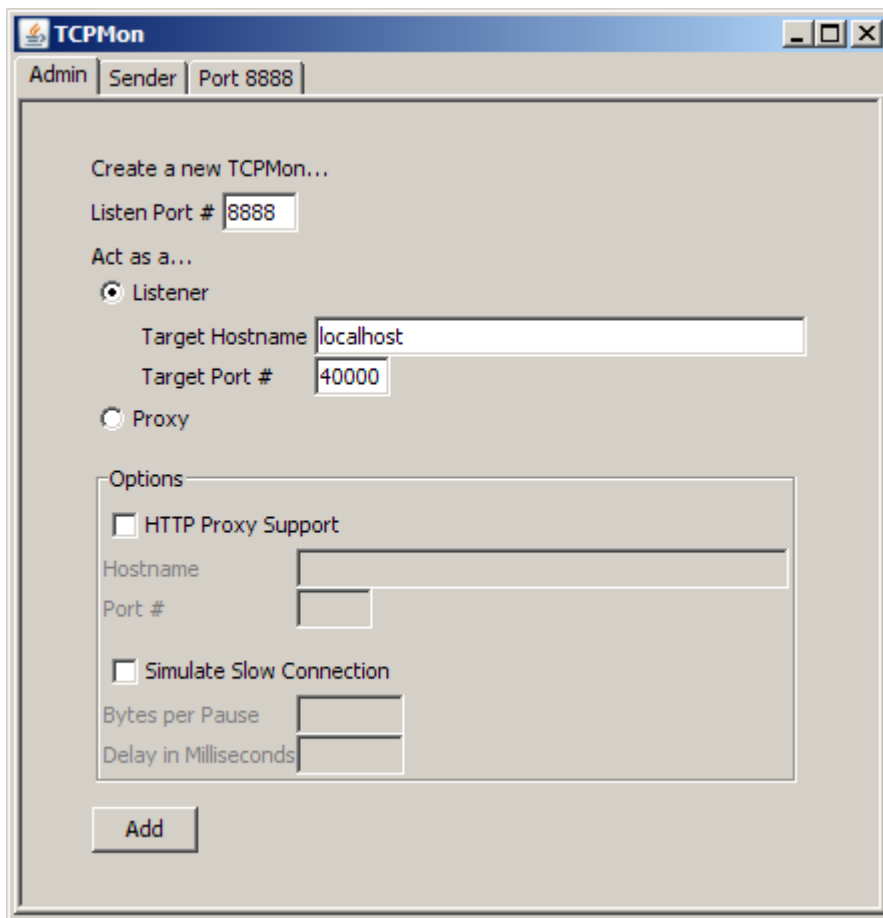 TCPMon
Admin Sender Port 8888
Create a new TCPMon...
Listen Port # 8888
Act as a...
Listener
Target Hostname localhost
Target Port # 40000
Proxy
Options
HTTP Proxy Support
Hostname
Port #
Simulate Slow Connection
Bytes per Pause
Delay in Milliseconds
Add